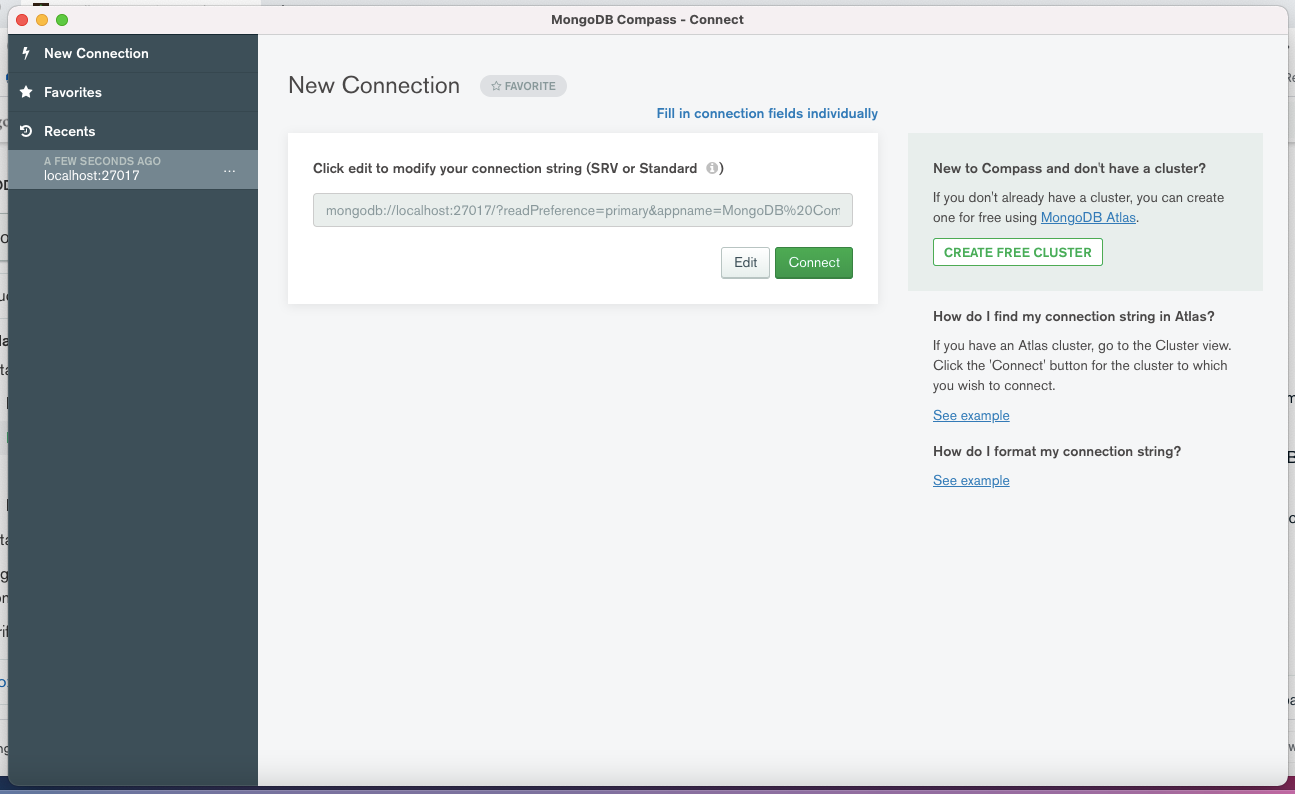 MongoDB Compass - Connect
New Connection
Favorites
Recents
A FEW SECONDS AGO
localhost:27017
...
New Connection
FAVORITE
Fill in connection fields individually
Click edit to modify your connection string (SRV or Standard )
mongodb://localhost:27017/?readPreference=primary&appname=MongoDB%20Com
Edit
Connect
New to Compass and don't have a cluster?
If you don't already have a cluster, you can create
one for free using MongoDB Atlas.
CREATE FREE CLUSTER
How do I find my connection string in Atlas?
If you have an Atlas cluster, go to the Cluster view.
Click the 'Connect' button for the cluster to which
you wish to connect.
See example
How do I format my connection string?
See example